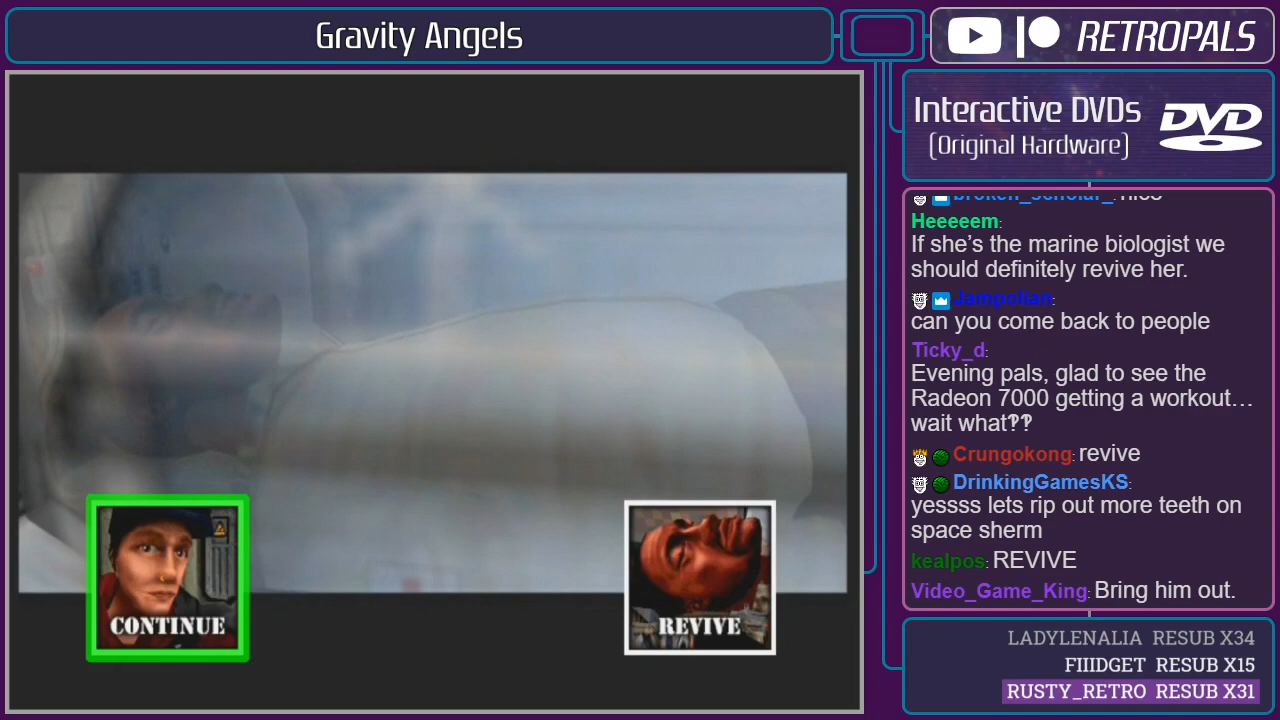 Gravity Angels
RETROPALS
Interactive DVDs
(Original Hardware)
DVD
broken_scholar_: nice
Heeeeem:
If she's the marine biologist we
should definitely revive her.
Jampolian:
can you come back to people
Ticky_d:
Evening pals, glad to see the
Radeon 7000 getting a workout…
wait what??
Crungokong: revive
DrinkingGamesKS:
yessss lets rip out more teeth on
space sherm
kealpos: REVIVE
Video_Game_King: Bring him out.
CONTINUE
REVIVE
LADYLENALIA RESUB X34
FIIIDGET RESUB X15
RUSTY_RETRO RESUB X31